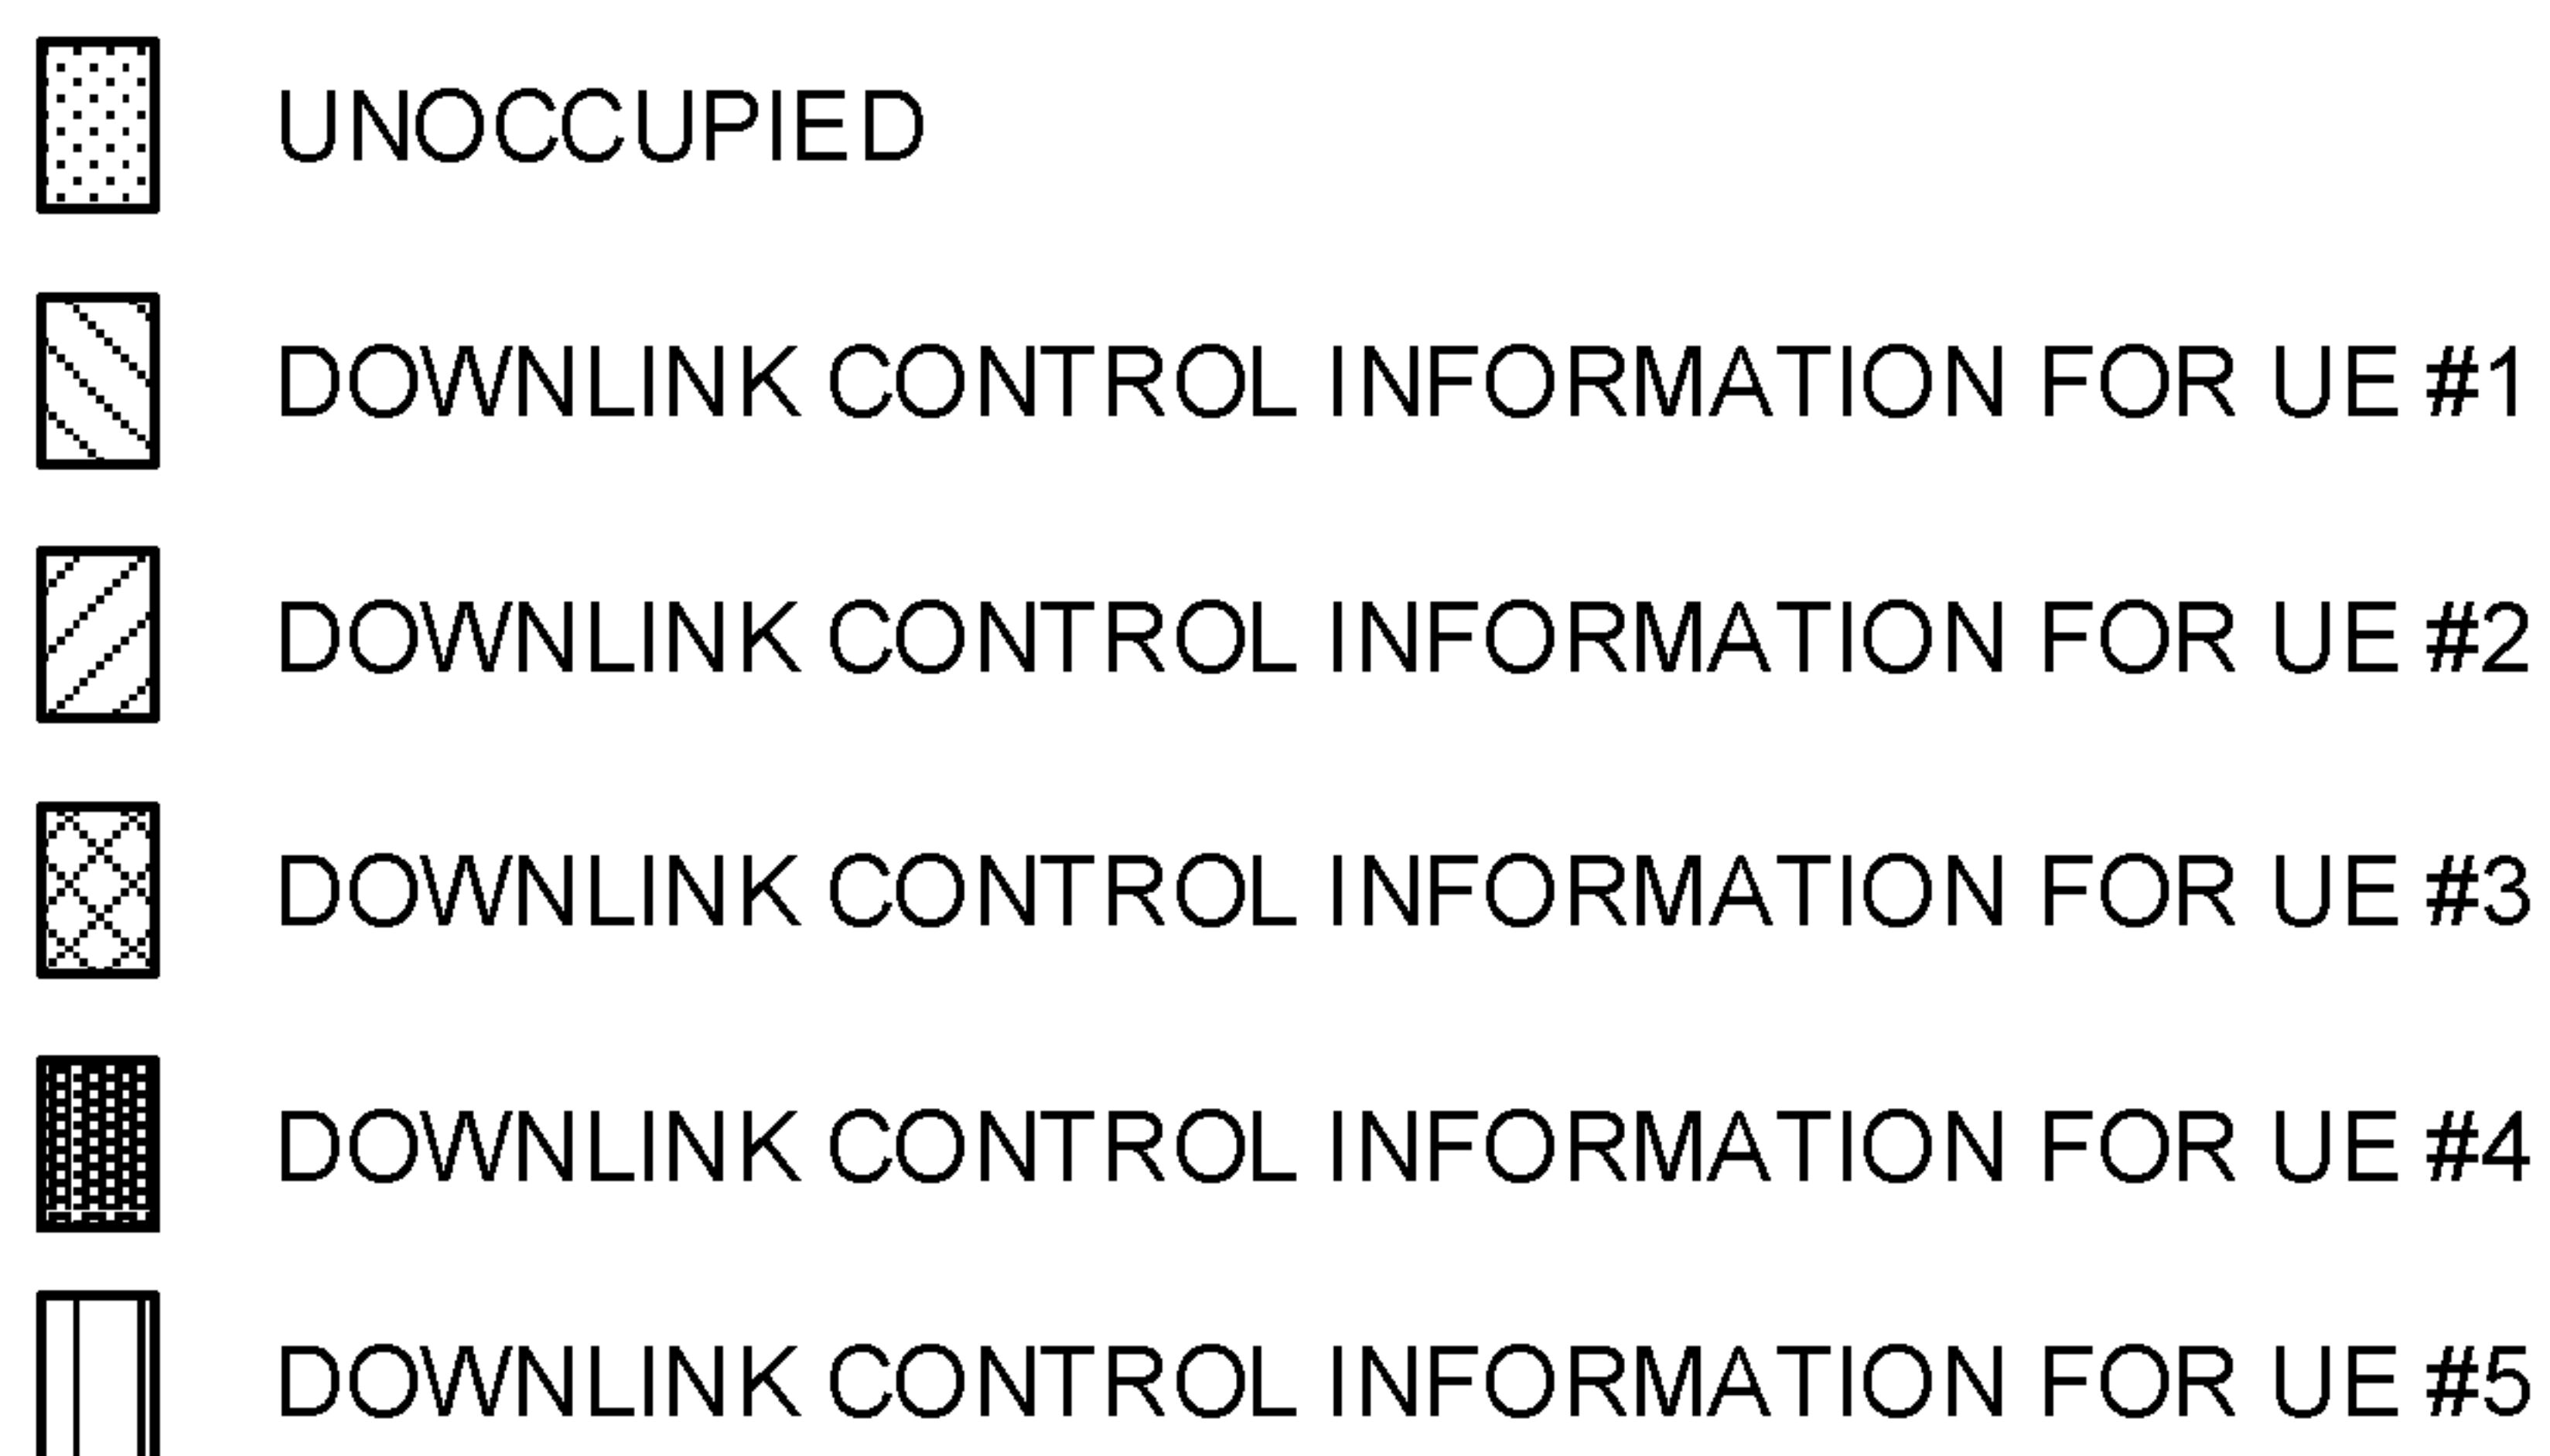 UNOCCUPIED
DOWNLINK CONTROL INFORMATION FOR UE #1
DOWNLINK CONTROL INFORMATION FOR UE #2
DOWNLINK CONTROL INFORMATION FOR UE #3
DOWNLINK CONTROL INFORMATION FOR UE #4
DOWNLINK CONTROL INFORMATION FOR UE #5